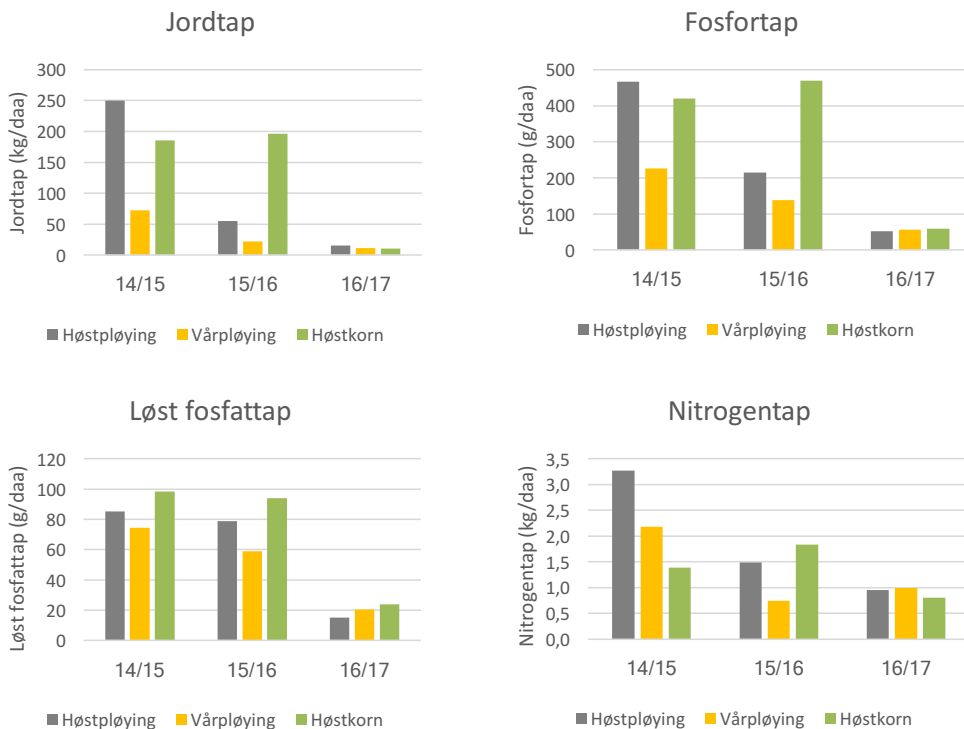 Jordtap
Jordtap (kg/daa)
300
250
200
150
100
50
0
14/15 15/16 16/17
Høstpløying Vårpløying Høstkorn
Fosfortap
Fosfortap (g/daa)
500
400
300
200
100
0
14/15 15/16 16/17
Høstpløying Vårpløying Høstkorn
Løst fosfattap
Løst fosfattap (g/daa)
120
100
80
60
40
20
0
14/15 15/16 16/17
Høstpløying Vårpløying Høstkorn
Nitrogentap
Nitrogentap (kg/daa)
3,5
3,0
2,5
2,0
1,5
1,0
0,5
0,0
14/15 15/16 16/17
Høstpløying Vårpløying Høstkorn